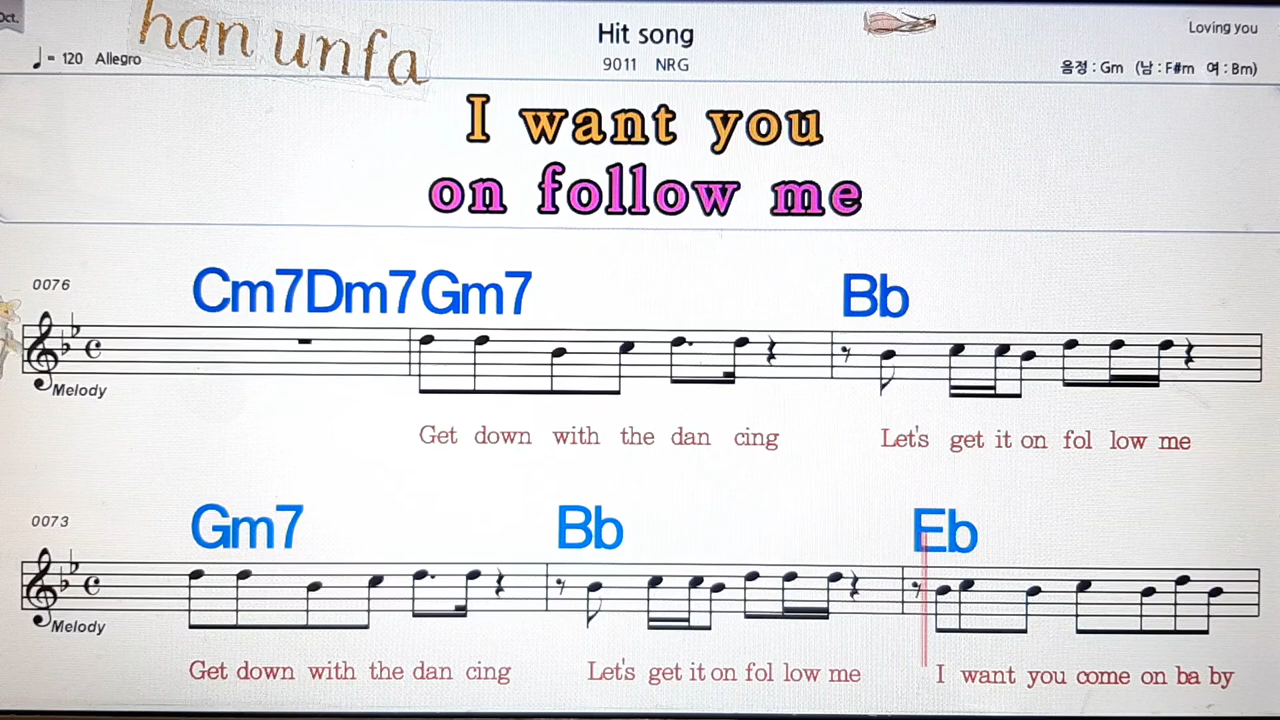 Oct.
han unfa
Hit song
Loving you
= 120 Allegro
9011 NRG
음정 : Gm (남 : F#m 여 : Bm)
I want you
on follow me
0076
Cm7Dm7Gm7 Bb
Melody
Get down with the dan cing Let's get it on fol low me
0073
Gm7 Bb Eb
Melody
Get down with the dan cing Let's get it on fol low me I want you come on ba by